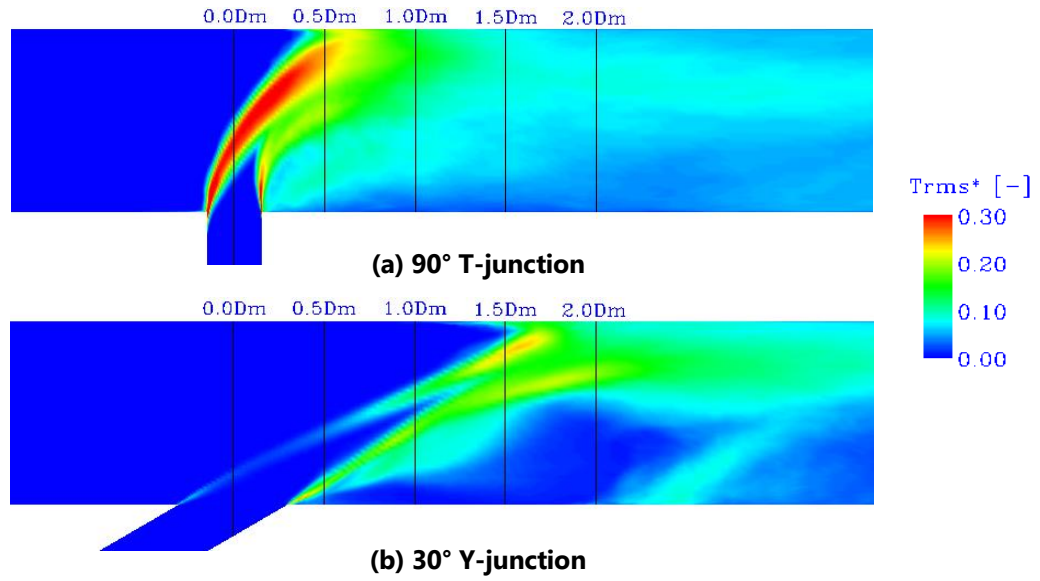 0.0Dm 0.5Dm 1.0Dm 1.5Dm 2.0Dm
Trms* [-]
0.30
0.20
0.10
0.00
(a) 90° T-junction
0.0Dm 0.5Dm 1.0Dm 1.5Dm 2.0Dm
(b) 30° Y-junction